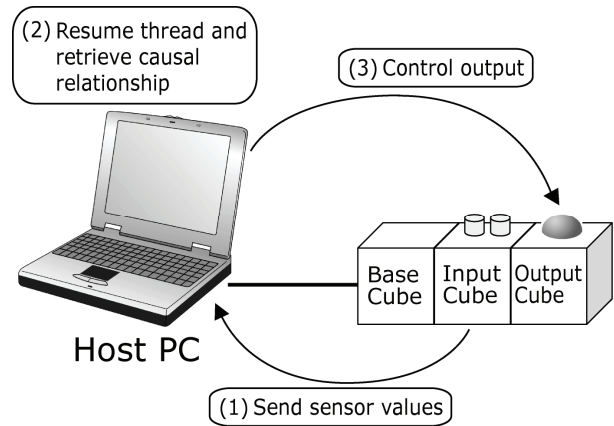 (2) Resume thread and
retrieve causal
relationship
(3) Control output
Base
Cube
Input
Cube
Output
Cube
Host PC
(1) Send sensor values